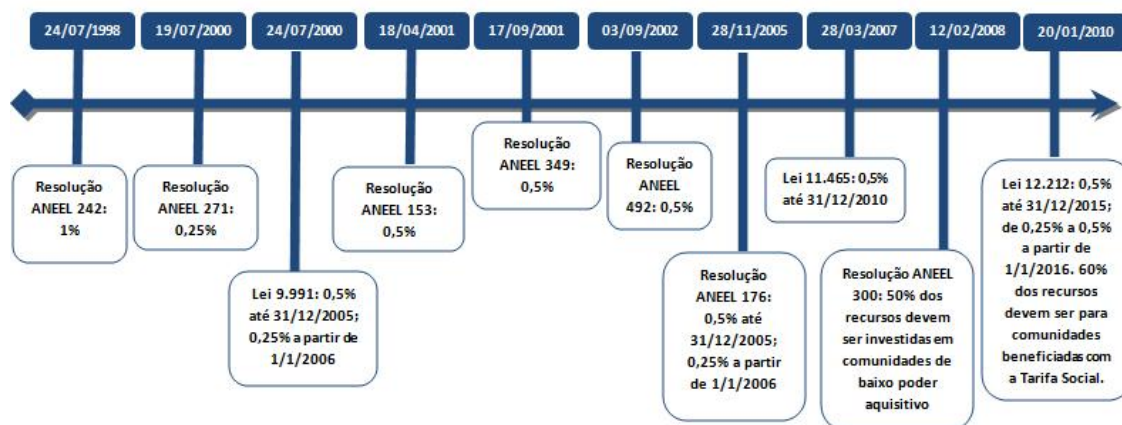 24/07/1998
19/07/2000
24/07/2000
18/04/2001
17/09/2001
03/09/2002
28/11/2005
28/03/2007
12/02/2008
20/01/2010
Resolução
ANEEL 242:
1%
Resolução
ANEEL 271:
0,25%
Lei 9.991: 0,5%
até 31/12/2005;
0,25% a partir de
1/1/2006
Resolução
ANEEL 153:
0,5%
Resolução
ANEEL 349:
0,5%
Resolução
ANEEL
492: 0,5%
Resolução
ANEEL 176:
0,5% até
31/12/2005;
0,25% a partir
de 1/1/2006
Lei 11.465: 0,5%
até 31/12/2010
Resolução ANEEL
300: 50% dos
recursos devem
ser investidas em
comunidades de
baixo poder
aquisitivo
Lei 12.212: 0,5%
até 31/12/2015;
de 0,25% a 0,5%
a partir de
1/1/2016. 60%
dos recursos
devem ser para
comunidades
beneficiadas com
a Tarifa Social.